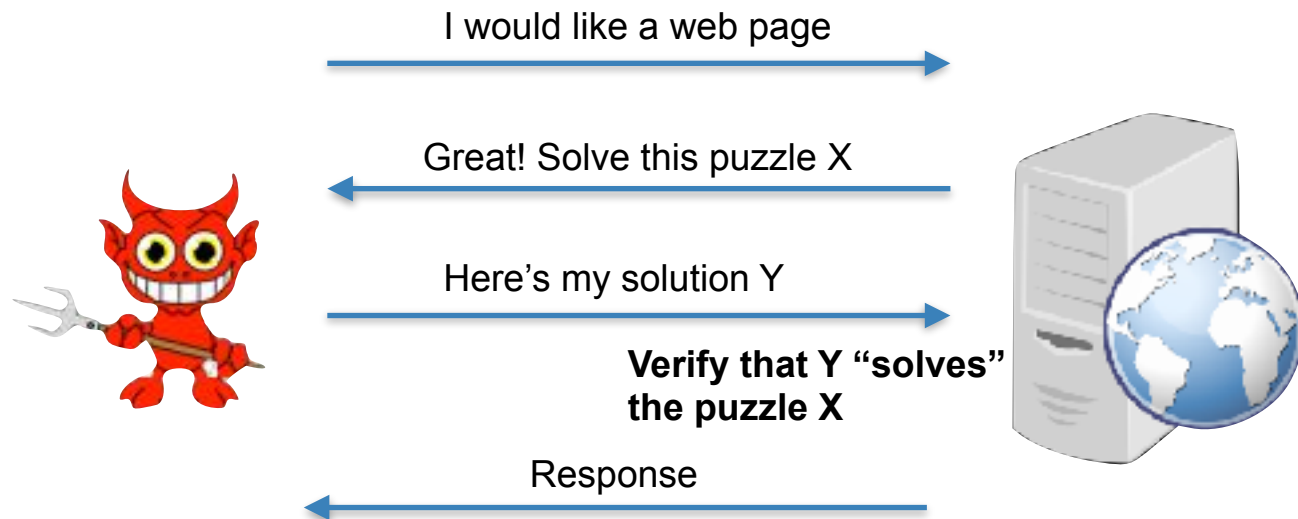 I would like a web page
Great! Solve this puzzle X
Here’s my solution Y
Verify that Y “solves”
the puzzle X
Response